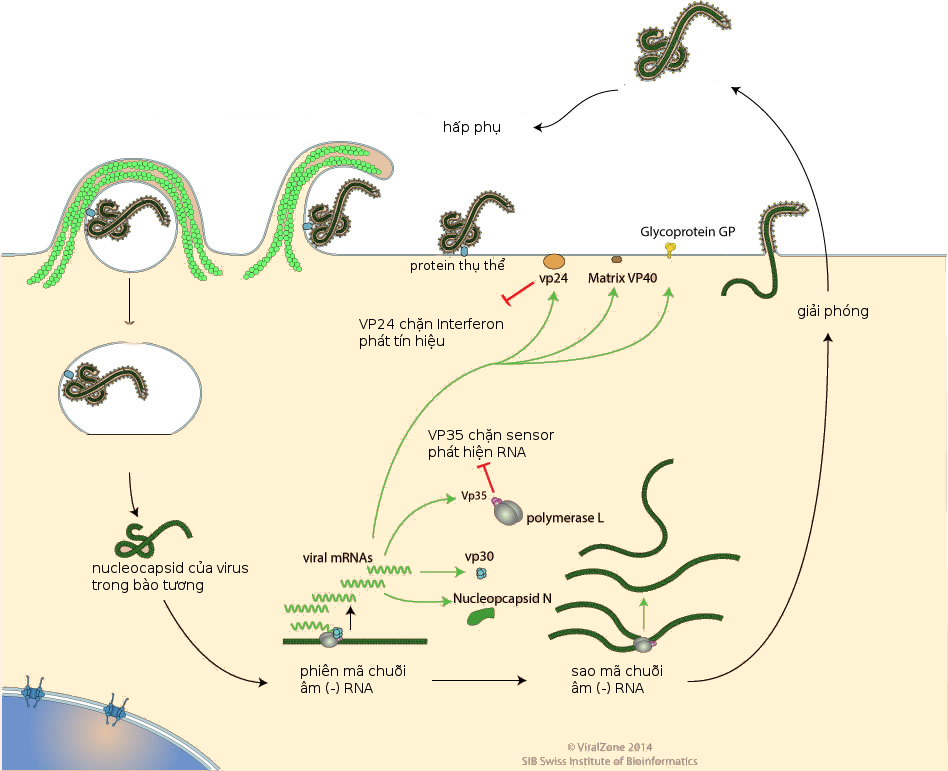 hấp phụ
Glycoprotein GP
protein thụ thể
vp24
Matrix VP40
giải phóng
VP24 chặn Interferon
phát tín hiệu
VP35 chặn sensor
phát hiện RNA
Vp35
polymerase L
viral mRNAs
vp30
nucleocapsid của virus
trong bào tương
Nucleopcapsid N
phiên mã chuỗi
âm (-) RNA
sao mã chuỗi
âm (-) RNA
© ViralZone 2014
SIB Swiss Institute of Bioinformatics